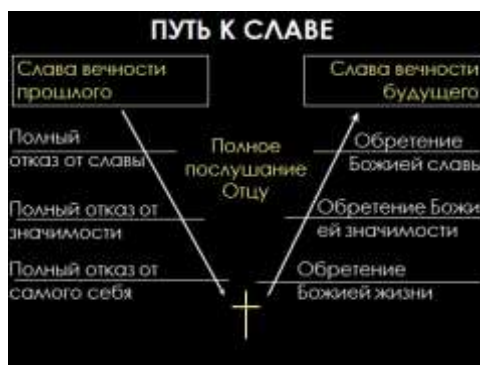 ПУТЬ К СЛАВЕ
Слава вечности
прошлого
Слава вечности
будущего
Полный
отказ от славы
Полное
послушание
Отцу
Обретение
Божией славы
Полный отказ от
значимости
Обретение Божи
ей значимости
Полный отказ от
самого себя
Обретение
Божией жизни